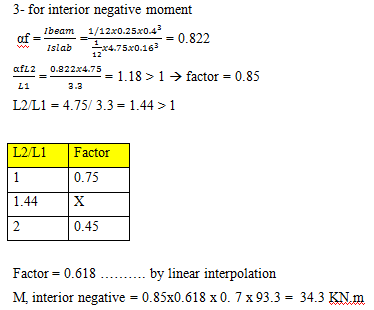 3- for interior negative moment
αf = Ibeam / Islab = 1/12x0.25x0.4³ / 1/12 x4.75x0.16³ = 0.822
αfL2 / L1 = 0.822x4.75 / 3.3 = 1.18 > 1 → factor = 0.85
L2/L1 = 4.75/ 3.3 = 1.44 > 1
L2/L1 Factor
1 0.75
1.44 X
2 0.45
Factor = 0.618 .......... by linear interpolation
M, interior negative = 0.85x0.618 x 0. 7 x 93.3 = 34.3 KN.m